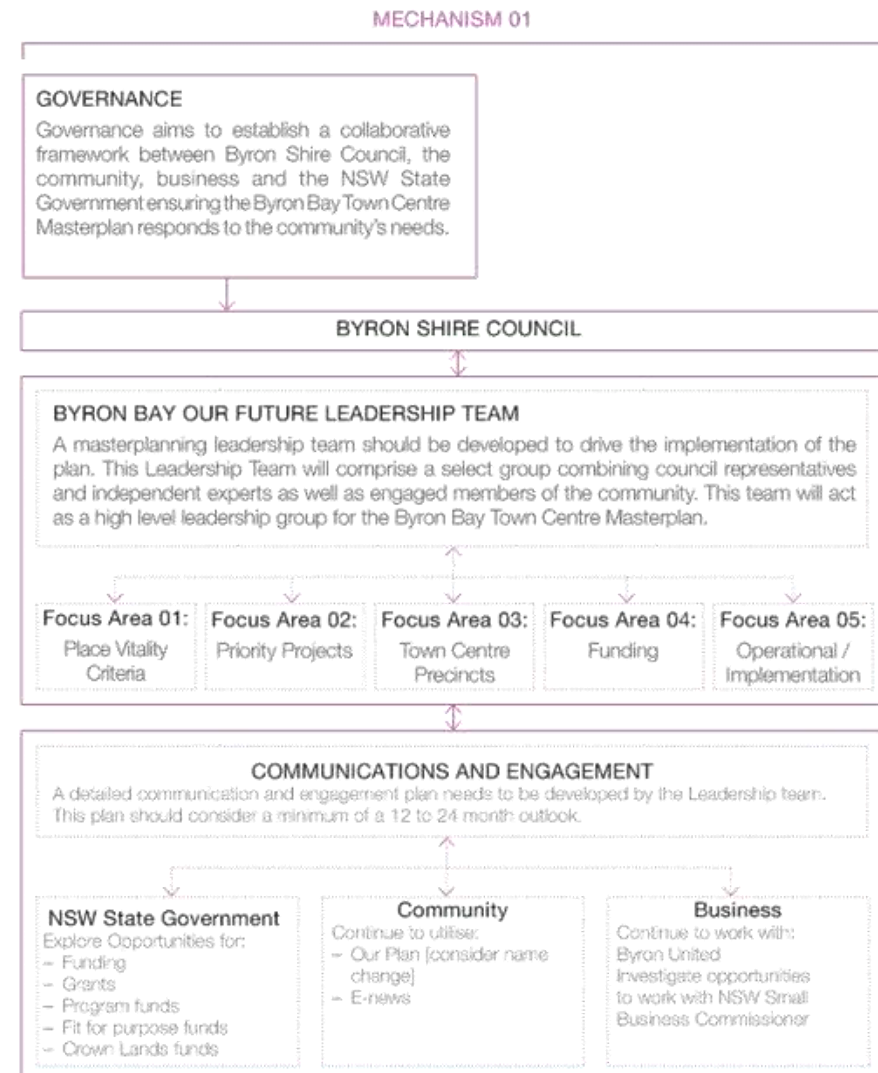 MECHANISM 01
GOVERNANCE
Governance aims to establish a collaborative
framework between Byron Shire Council, the
community, business and the NSW State
Government ensuring the Byron Bay Town Centre
Masterplan responds to the community's needs.
BYRON SHIRE COUNCIL
BYRON BAY OUR FUTURE LEADERSHIP TEAM
A masterplanning leadership team should be developed to drive the implementation of the
plan. This Leadership Team will comprise a select group combining council representatives
and independent experts as well as engaged members of the community. This team will act
as a high level leadership group for the Byron Bay Town Centre Masterplan.
Focus Area 01:
Place Vitality
Criteria
Focus Area 02:
Priority Projects
Focus Area 03:
Town Centre
Precincts
Focus Area 04:
Funding
Focus Area 05:
Operational /
Implementation
COMMUNICATIONS AND ENGAGEMENT
A detailed communication and engagement plan needs to be developed by the Leadership team.
This plan should consider a minimum of a 12 to 24 month outlook.
NSW State Government
Explore Opportunities for:
– Funding
– Grants
– Program funds
– Fit for purpose funds
– Crown Lands funds
Community
Continue to utilise:
– Our Plan [consider name
change]
– E-news
Business
Continue to work with:
Byron United
Investigate opportunities
to work with NSW Small
Business Commissioner